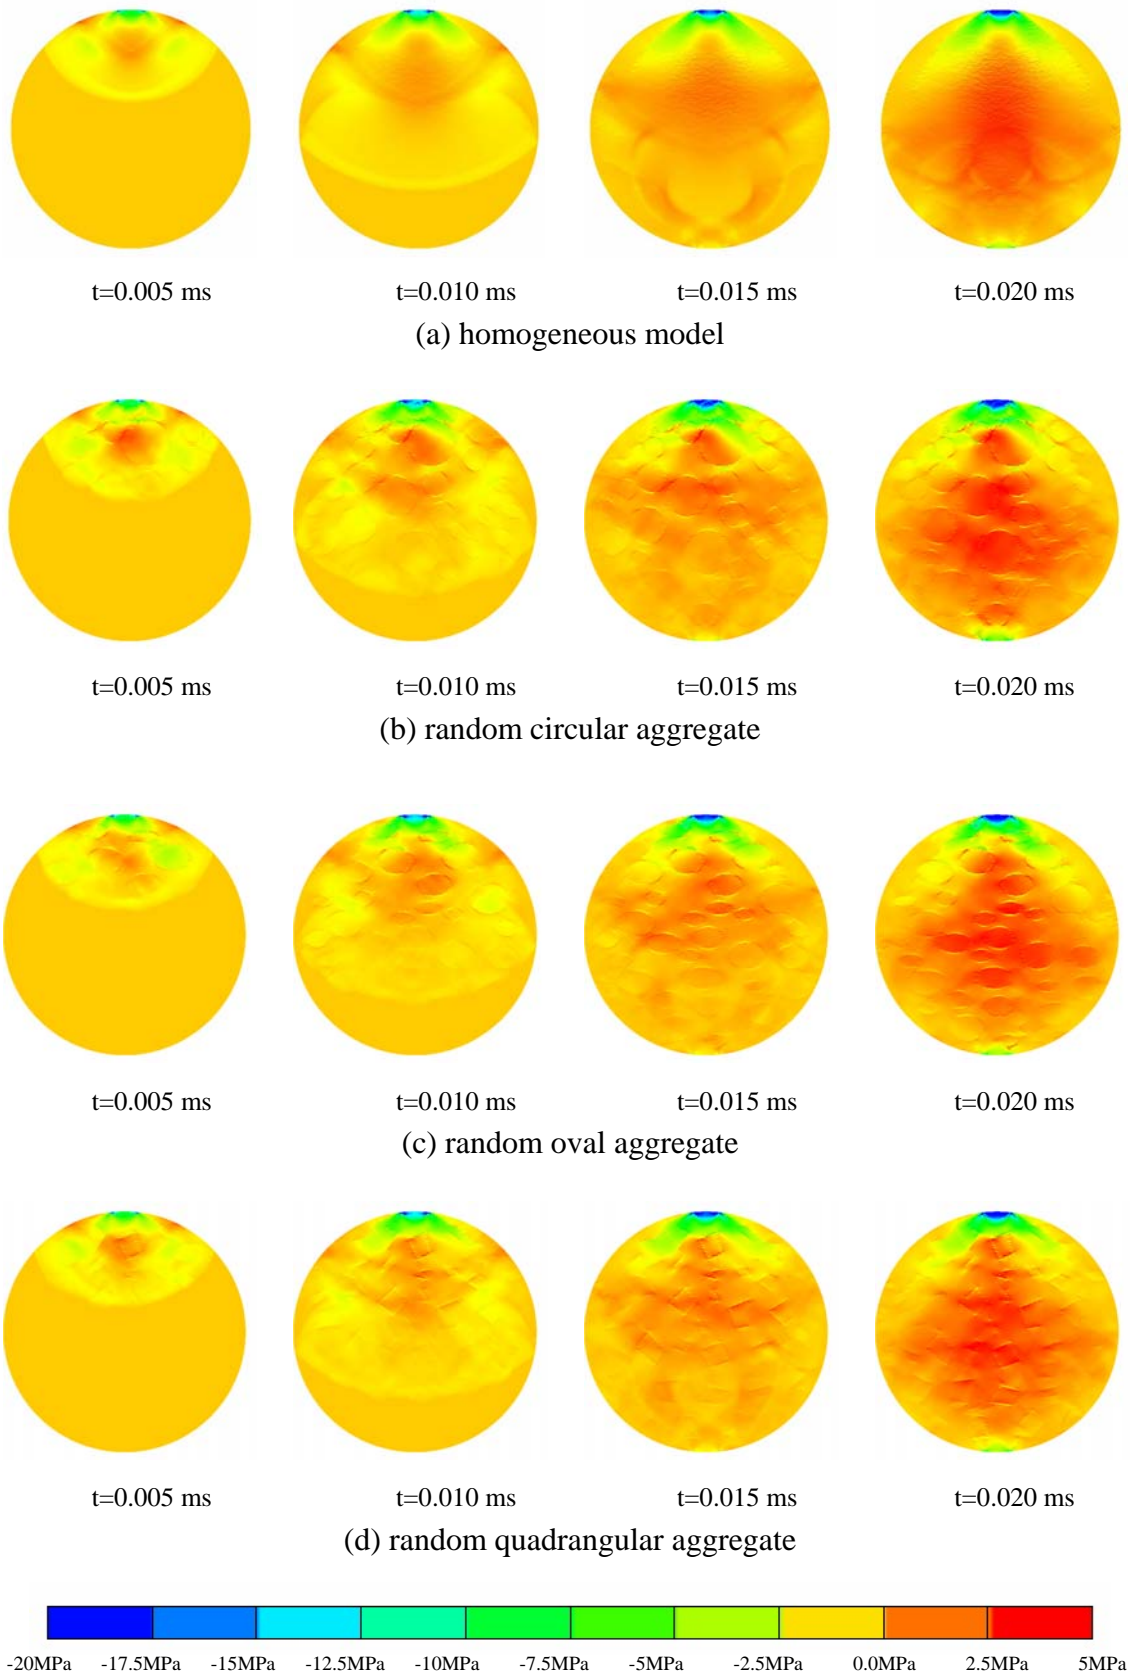 t=0.005 ms t=0.010 ms t=0.015 ms t=0.020 ms
(a) homogeneous model
t=0.005 ms t=0.010 ms t=0.015 ms t=0.020 ms
(b) random circular aggregate
t=0.005 ms t=0.010 ms t=0.015 ms t=0.020 ms
(c) random oval aggregate
t=0.005 ms t=0.010 ms t=0.015 ms t=0.020 ms
(d) random quadrangular aggregate
-20MPa -17.5MPa -15MPa -12.5MPa -10MPa -7.5MPa -5MPa -2.5MPa 0.0MPa 2.5MPa 5MPa